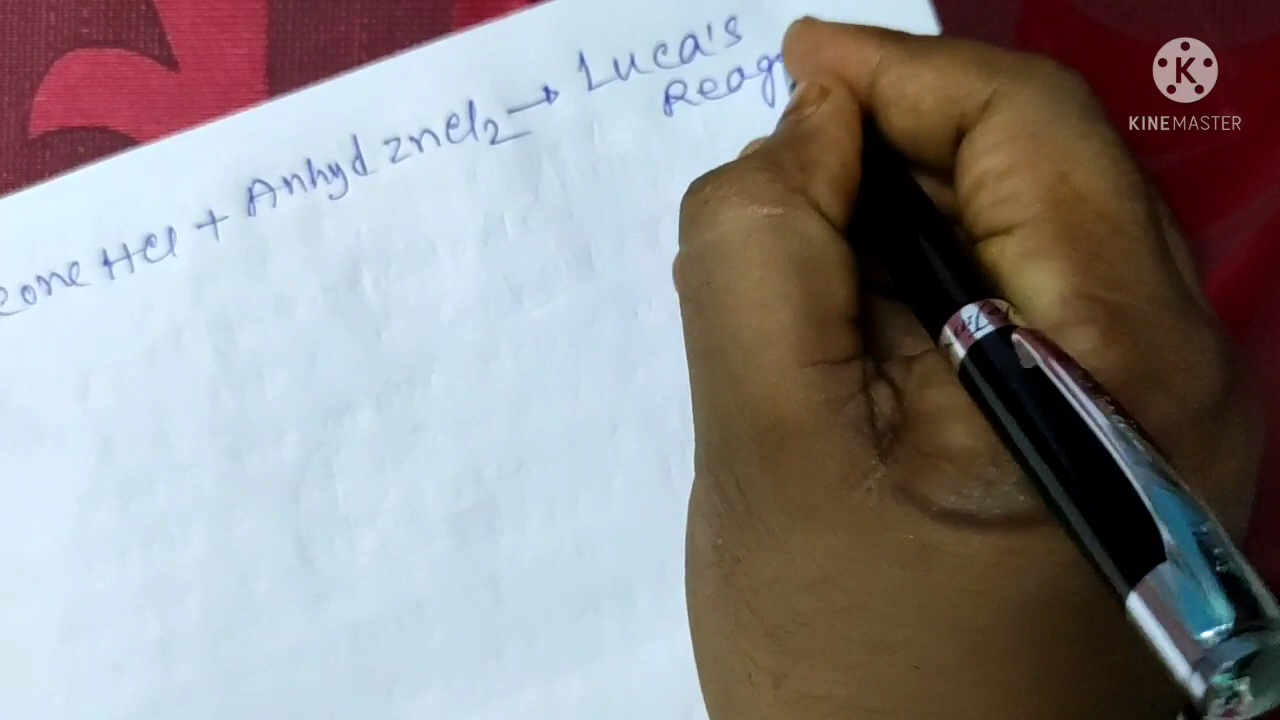 conc HCl + Anhyd ZnCl2 → Luca's
Reag
KINEMASTER